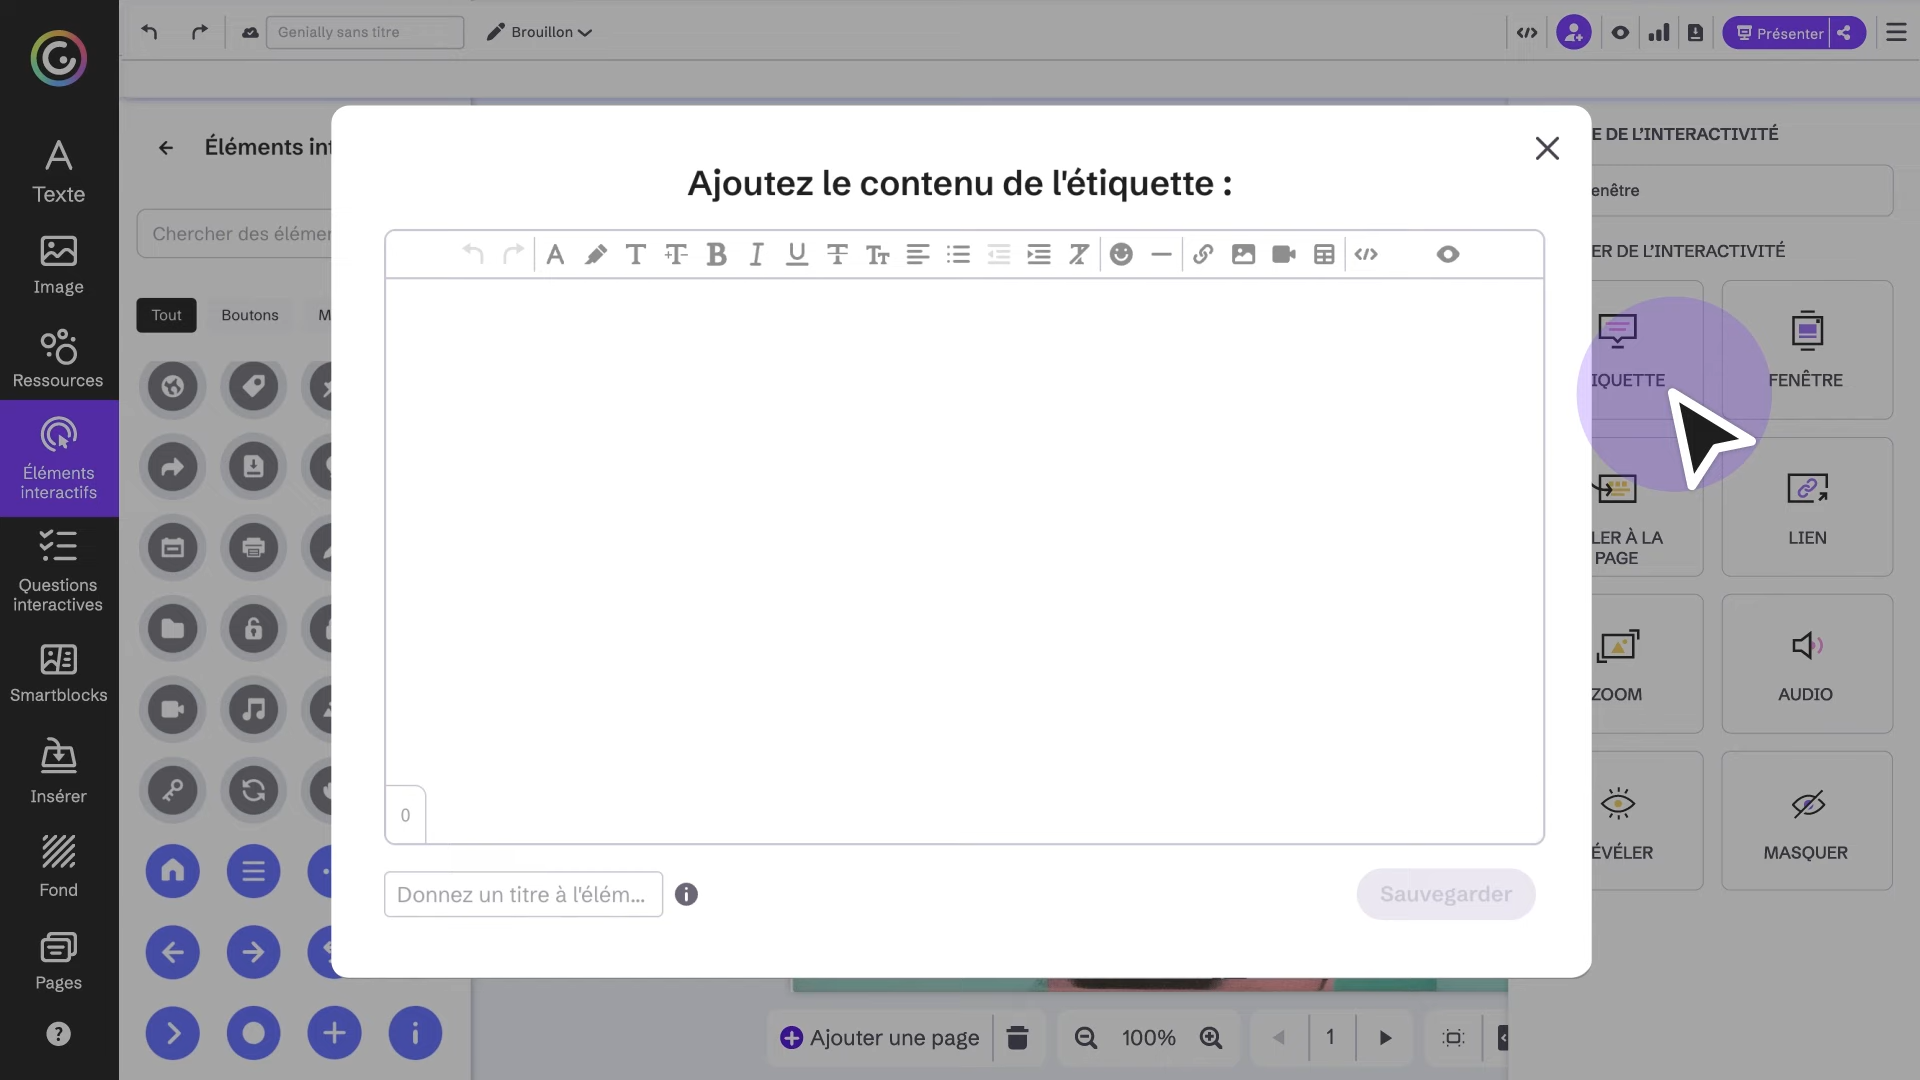 Genially sans titre
Brouillon
Présenter
Texte
Image
Ressources
Éléments
interactifs
Questions
interactives
Smartblocks
Insérer
Fond
Pages
?
Éléments int
Chercher des éléme
Tout
Boutons
M
Ajoutez le contenu de l'étiquette :
0
Donnez un titre à l'élém...
Sauvegarder
E DE L'INTERACTIVITÉ
enêtre
ER DE L'INTERACTIVITÉ
IQUETTE
FENÊTRE
LER À LA
PAGE
LIEN
ZOOM
AUDIO
ÉVÉLER
MASQUER
Ajouter une page
100%
1